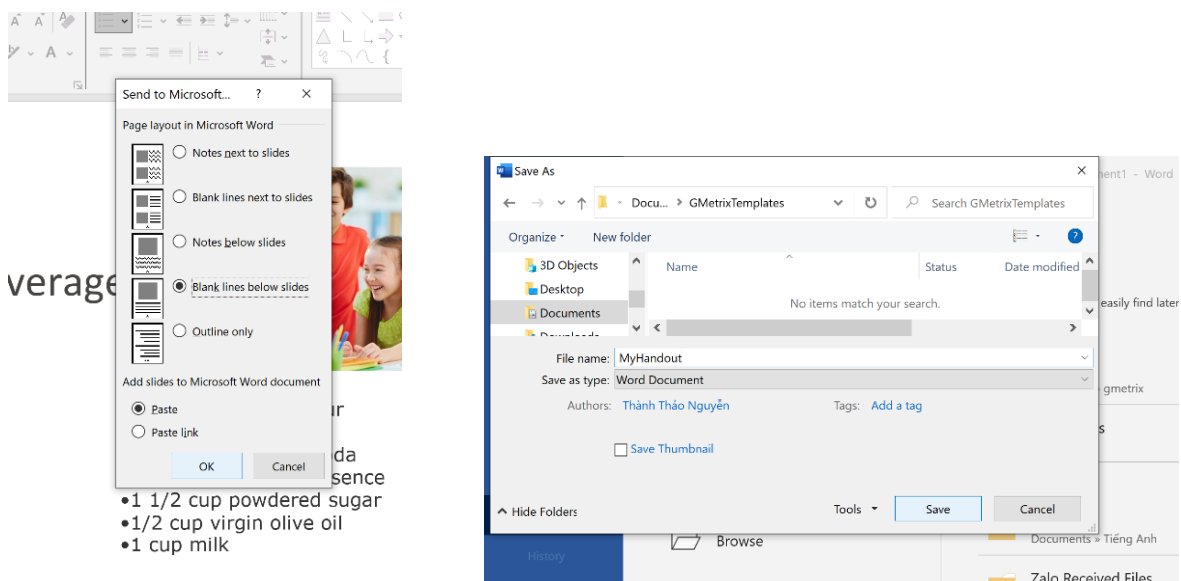 Send to Microsoft... ?
Page layout in Microsoft Word
Notes next to slides
Blank lines next to slides
Notes below slides
Blank lines below slides
Outline only
Add slides to Microsoft Word document
Paste
Paste link
OK Cancel
•1 1/2 cup powdered sugar
•1/2 cup virgin olive oil
•1 cup milk
Save As
Docu... > GMetrixTemplates
Search GMetrixTemplates
Organize New folder
3D Objects
Desktop
Documents
Downloads
Name Status Date modified
No items match your search.
File name: MyHandout
Save as type: Word Document
Authors: Thành Thảo Nguyễn Tags: Add a tag
Save Thumbnail
Hide Folders Tools Save Cancel
- Word
easily find later
gmetrix
Browse
History
Documents » Tiếng Anh
Zalo Received Files